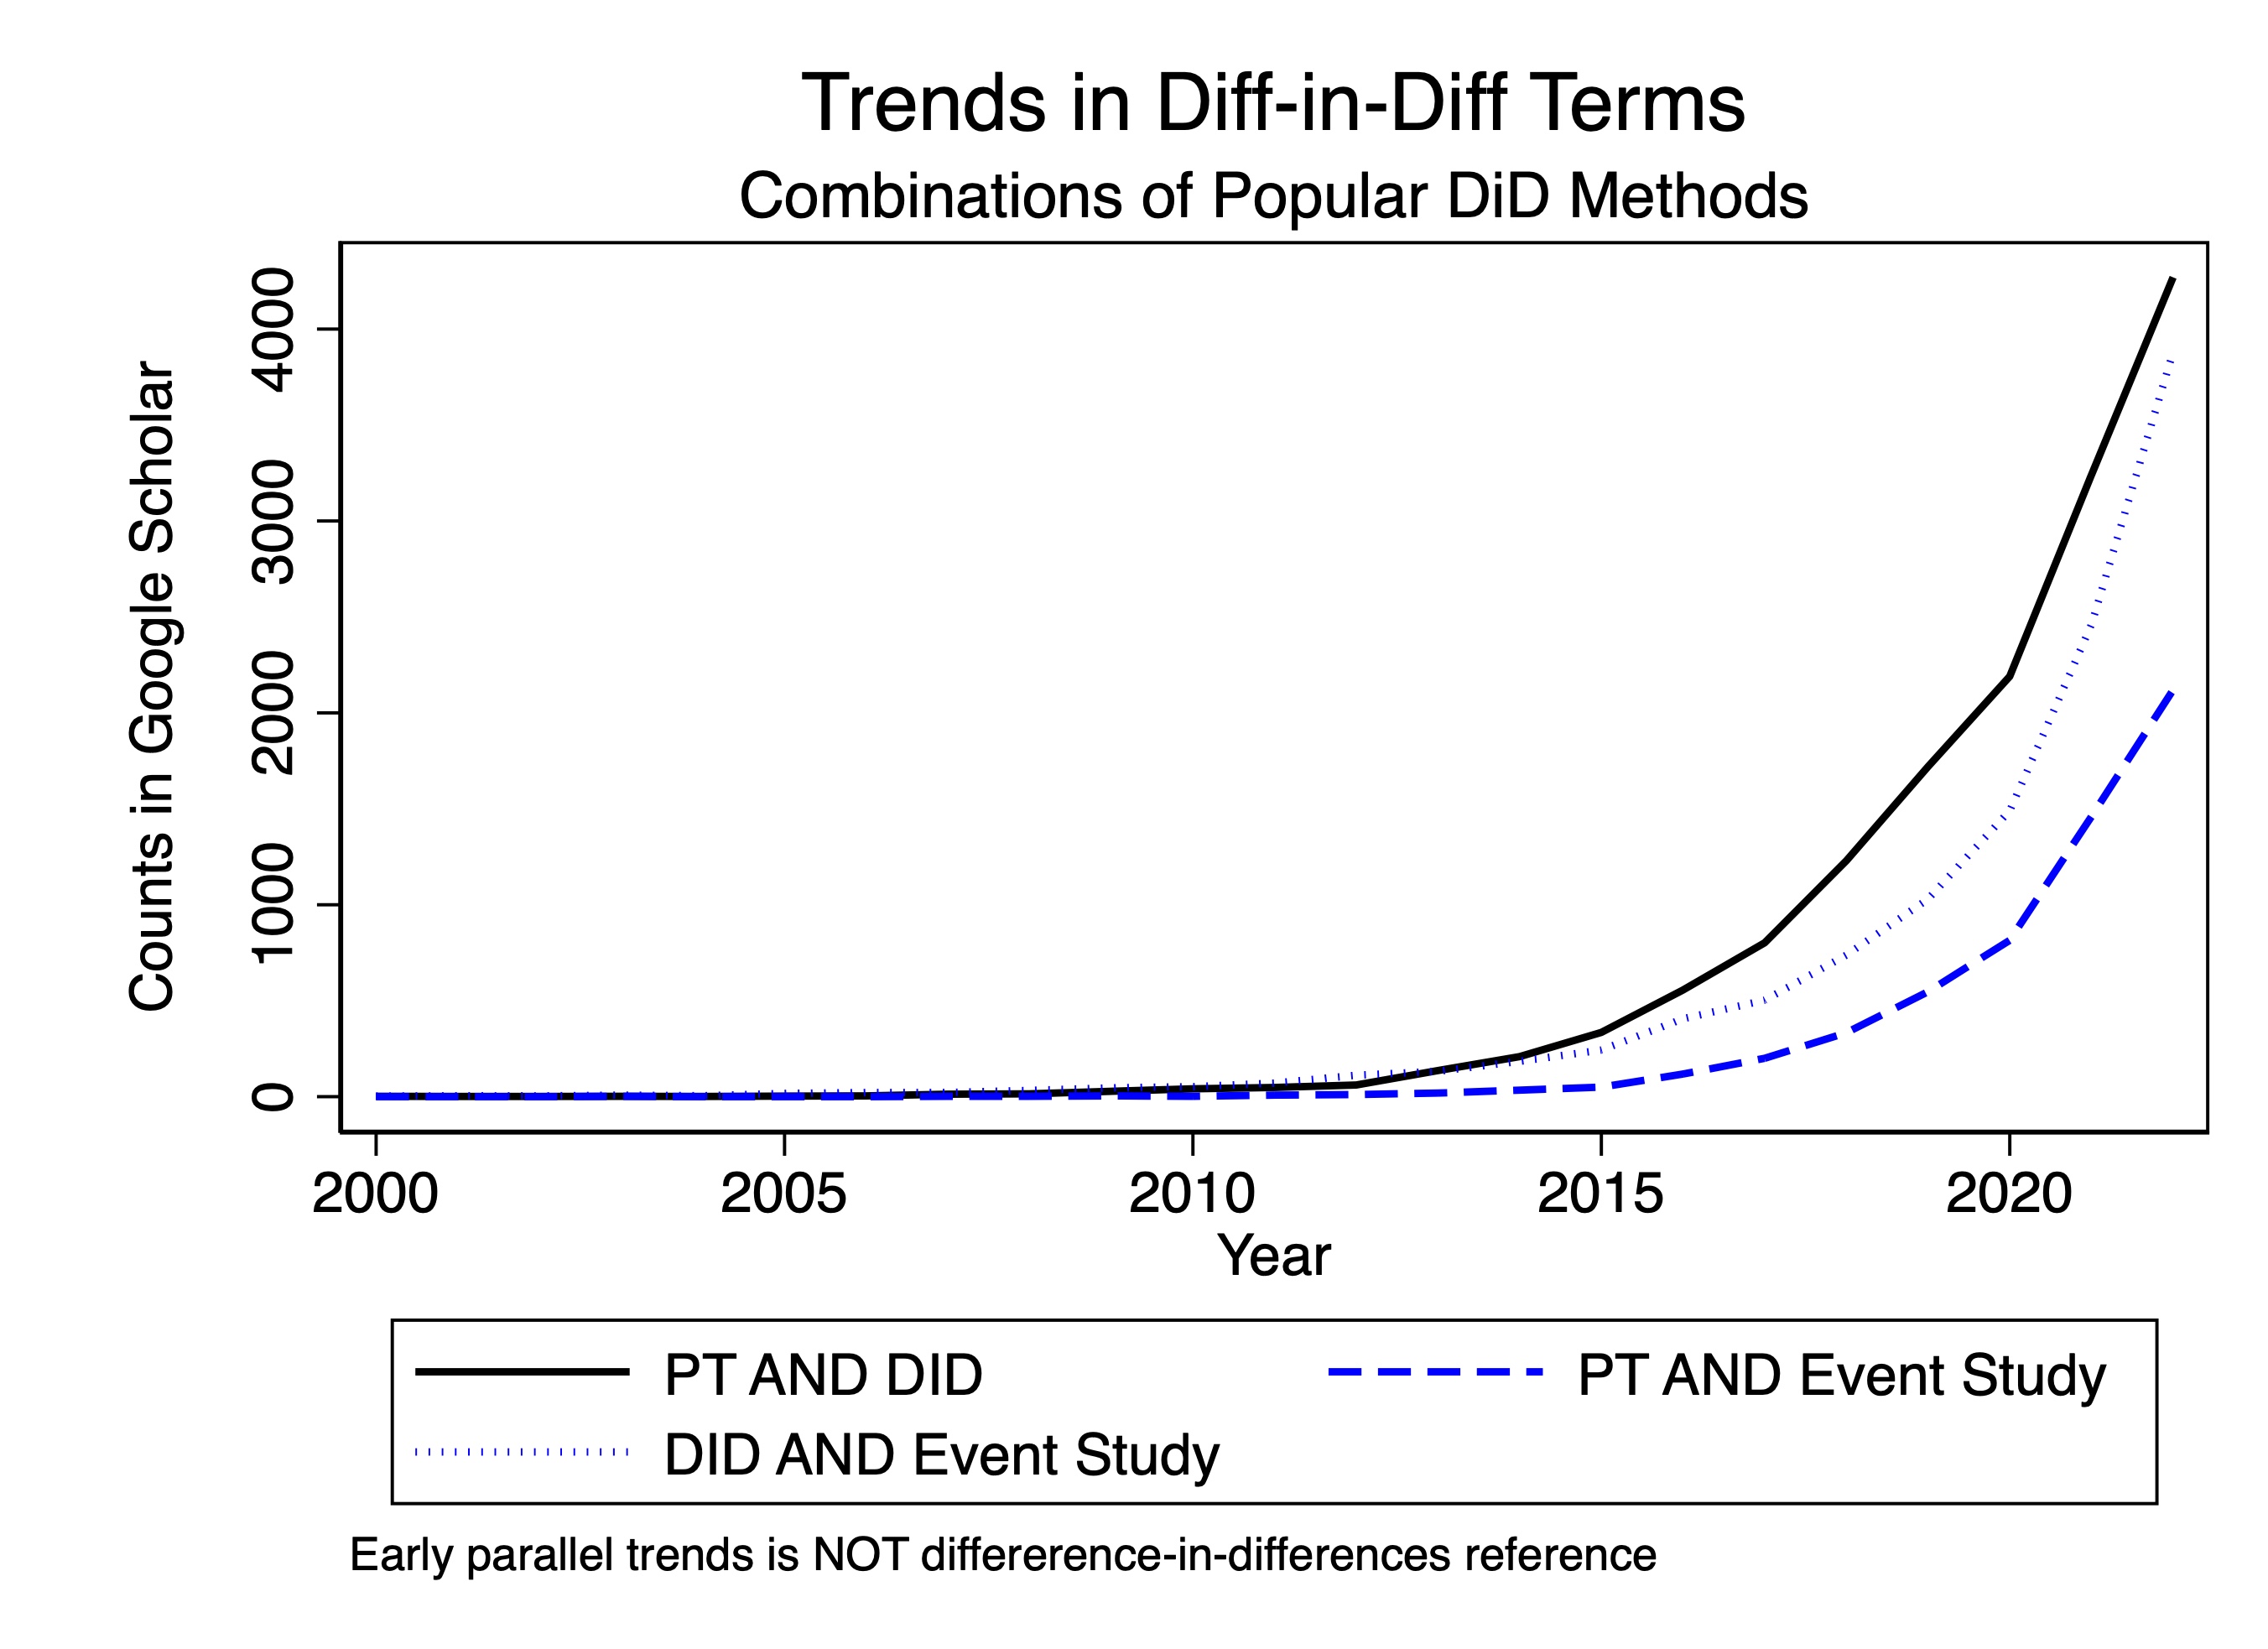 Trends in Diff-in-Diff Terms
Combinations of Popular DiD Methods
Counts in Google Scholar
4000
3000
2000
1000
0
2000 2005 2010 2015 2020
Year
PT AND DID PT AND Event Study
DID AND Event Study
Early parallel trends is NOT differerence-in-differences reference